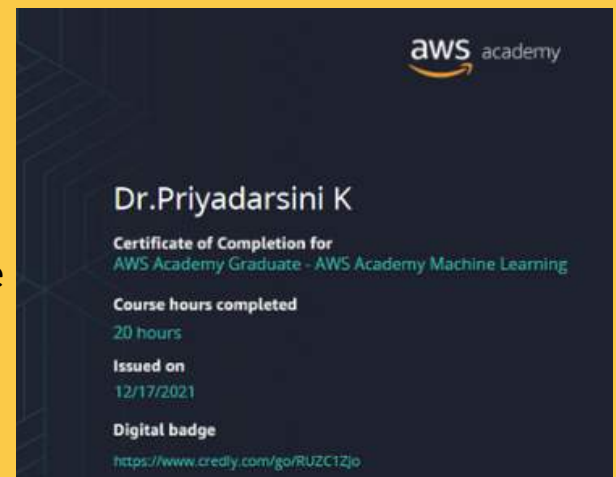 aws academy
Dr.Priyadarsini K
Certificate of Completion for
AWS Academy Graduate - AWS Academy Machine Learning
e
Course hours completed
20 hours
Issued on
12/17/2021
Digital badge
https://www.credly.com/go/RUZC1ZJo